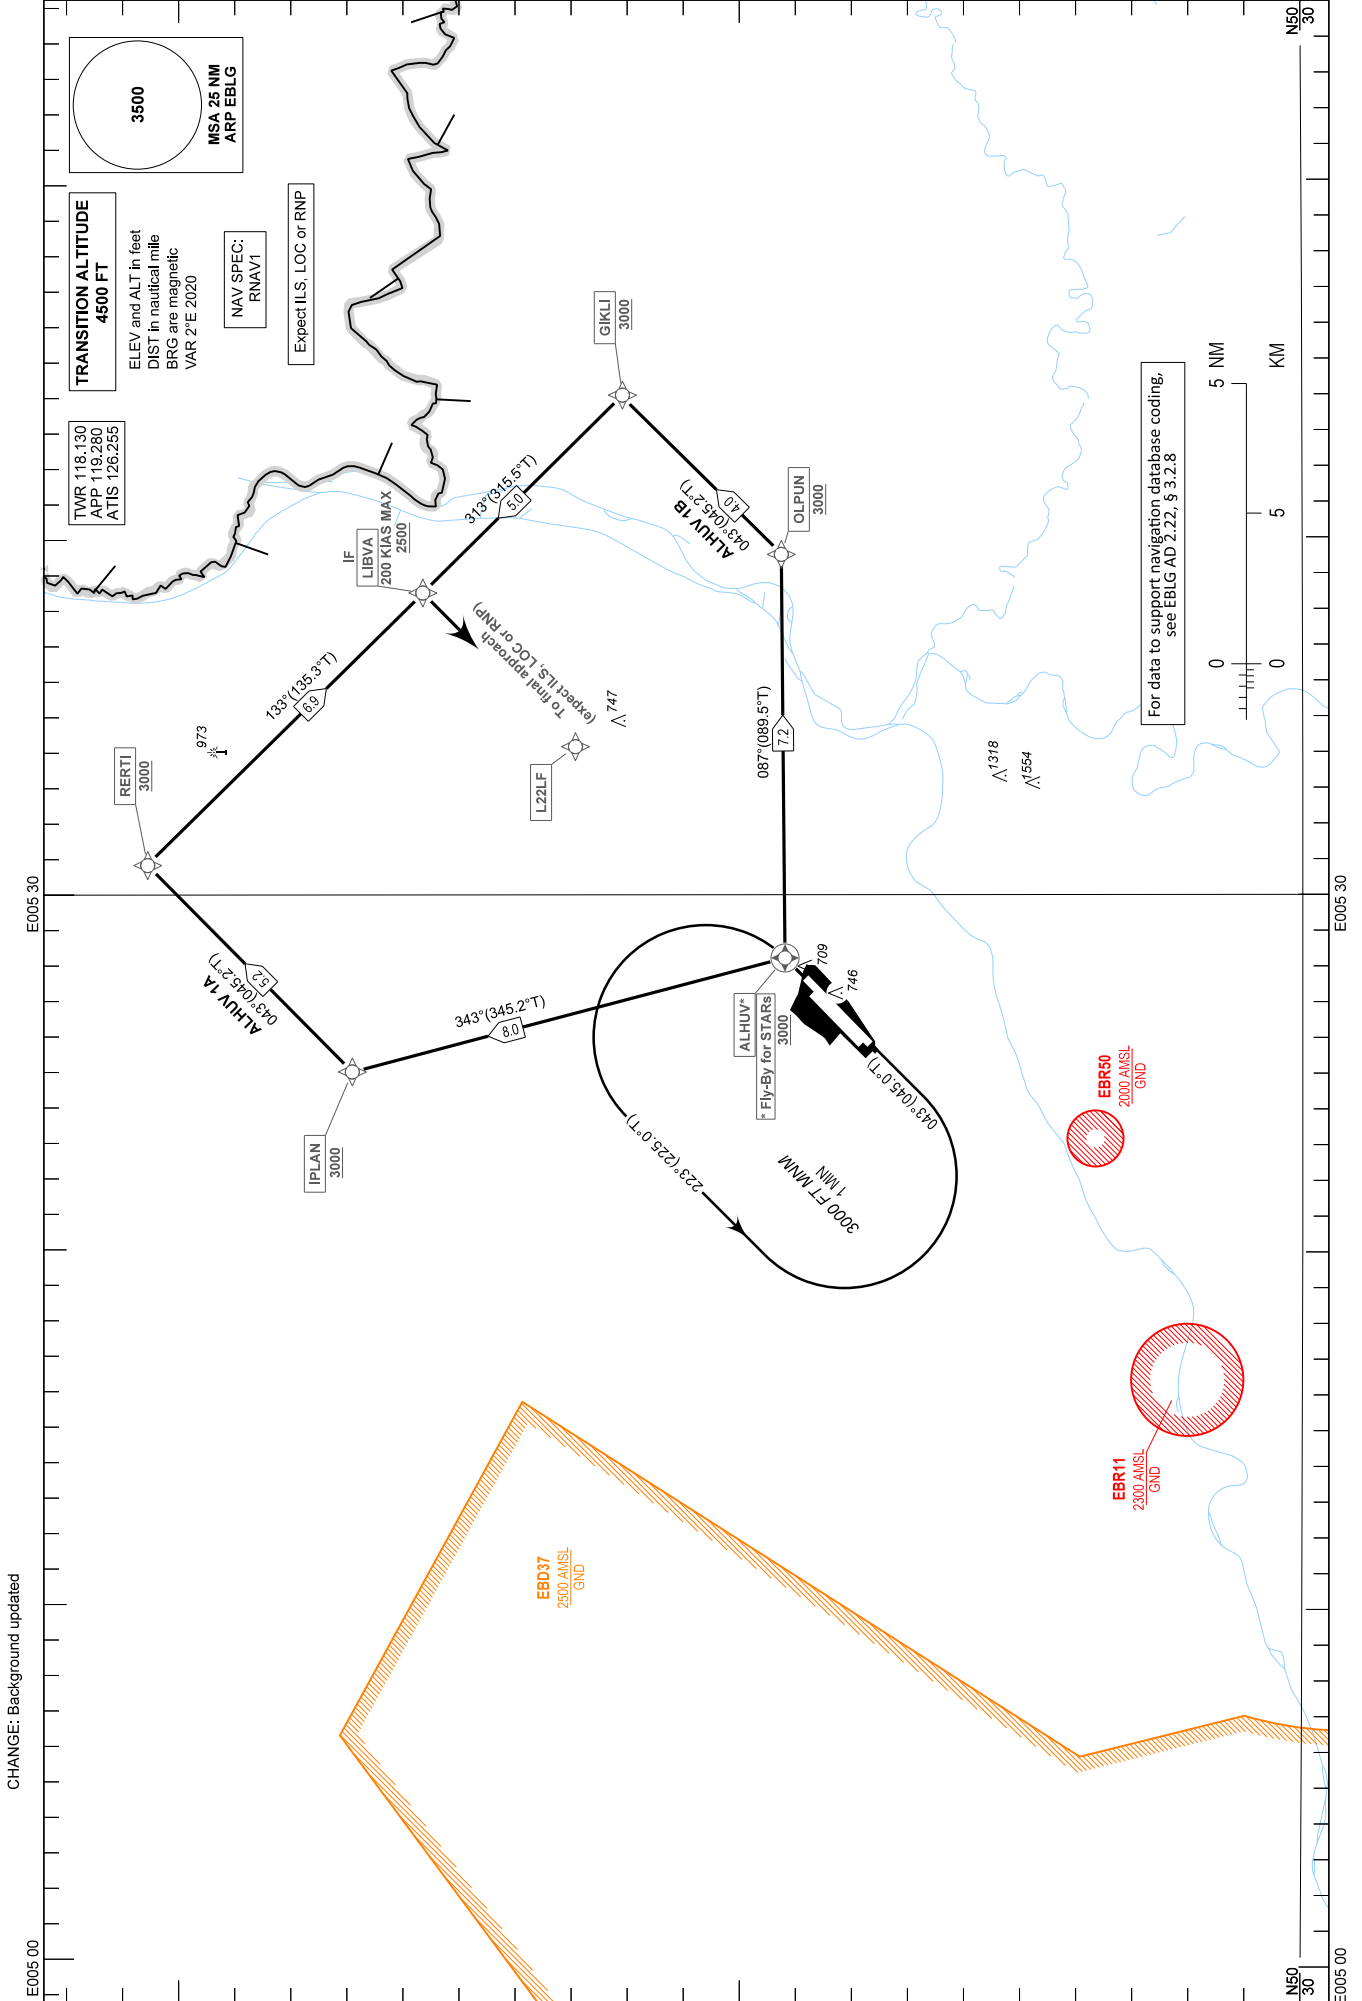 CHANGE: Background updated
E005 00
E005 30
TWR 118.130
APP 119.280
ATIS 126.255
TRANSITION ALTITUDE
4500 FT
ELEV and ALT in feet
DIST in nautical mile
BRG are magnetic
VAR 2°E 2020
3500
MSA 25 NM
ARP EBLG
NAV SPEC:
RNAV1
Expect ILS, LOC or RNP
RERTI
3000
973
133°(135.3°T)
6.9
IF
LIBVA
200 KIAS MAX
2500
313°(315.5°T)
5.0
GIKLI
3000
ALHUV 1A
043°(045.2°T)
5.2
IPLAN
3000
343°(345.2°T)
8.0
To final approach
(expect ILS, LOC or RNP)
L22LF
747
ALHUV 1B
043°(045.2°T)
4.0
OLPUN
3000
087°(089.5°T)
7.2
ALHUV*
* Fly-By for STARs
3000
709
746
223°(225.0°T)
043°(045.0°T)
3000 FT MNM
1 MIN
EBD37
2500 AMSL
GND
EBR50
2000 AMSL
GND
EBR11
2300 AMSL
GND
1318
1554
For data to support navigation database coding,
see EBLG AD 2.22, § 3.2.8
0
5 NM
0
5
KM
N50
30
N50
30
E005 00
E005 30